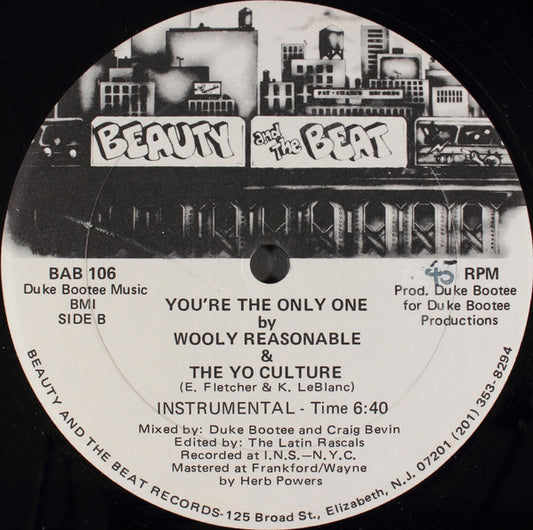 FAT-CHANCE RECORDS
BEAUTY and The BEAT
BAB 106
Duke Bootee Music
BMI
SIDE B
45 RPM
Prod. Duke Bootee
for Duke Bootee
Productions
YOU'RE THE ONLY ONE
by
WOOLY REASONABLE
&
THE YO CULTURE
(E. Fletcher & K. LeBlanc)
INSTRUMENTAL - Time 6:40
Mixed by: Duke Bootee and Craig Bevin
Edited by: The Latin Rascals
Recorded at I.N.S.—N.Y.C.
Mastered at Frankford/Wayne
by Herb Powers
BEAUTY AND THE BEAT RECORDS-125 Broad St., Elizabeth, N.J. 07201 (201) 353-8294